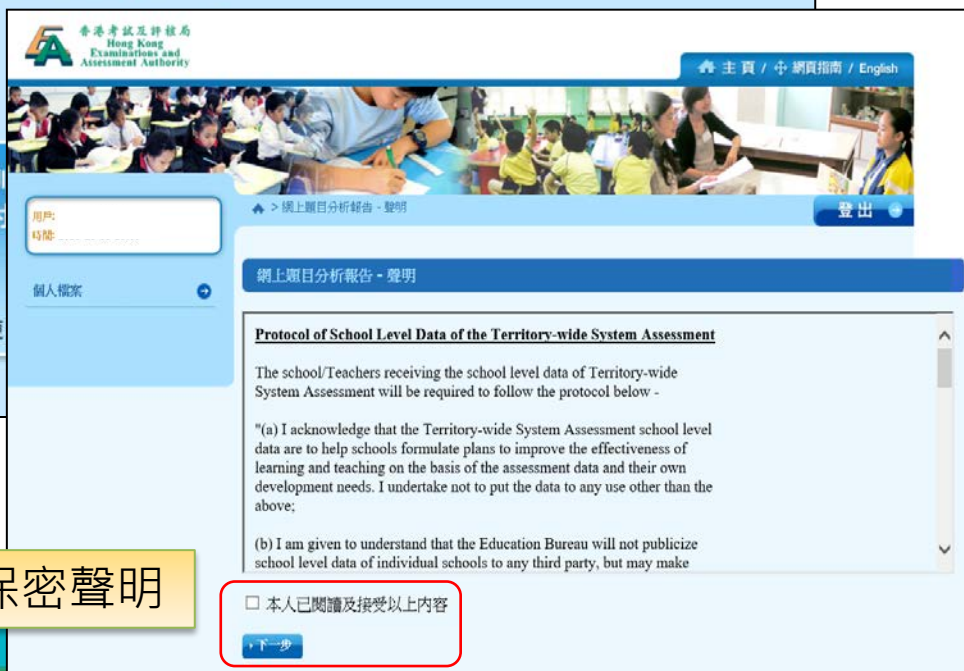 香港考試及評核局
Hong Kong
Examinations and
Assessment Authority
主頁 / 網頁指南 / English
用戶:
時間:
> 網上題目分析報告 - 聲明
登出
個人檔案
網上題目分析報告 - 聲明
Protocol of School Level Data of the Territory-wide System Assessment
The school/Teachers receiving the school level data of Territory-wide
System Assessment will be required to follow the protocol below -
"(a) I acknowledge that the Territory-wide System Assessment school level
data are to help schools formulate plans to improve the effectiveness of
learning and teaching on the basis of the assessment data and their own
development needs. I undertake not to put the data to any use other than the
above;
(b) I am given to understand that the Education Bureau will not publicize
school level data of individual schools to any third party, but may make
保密聲明
本人已閱讀及接受以上內容
下一步